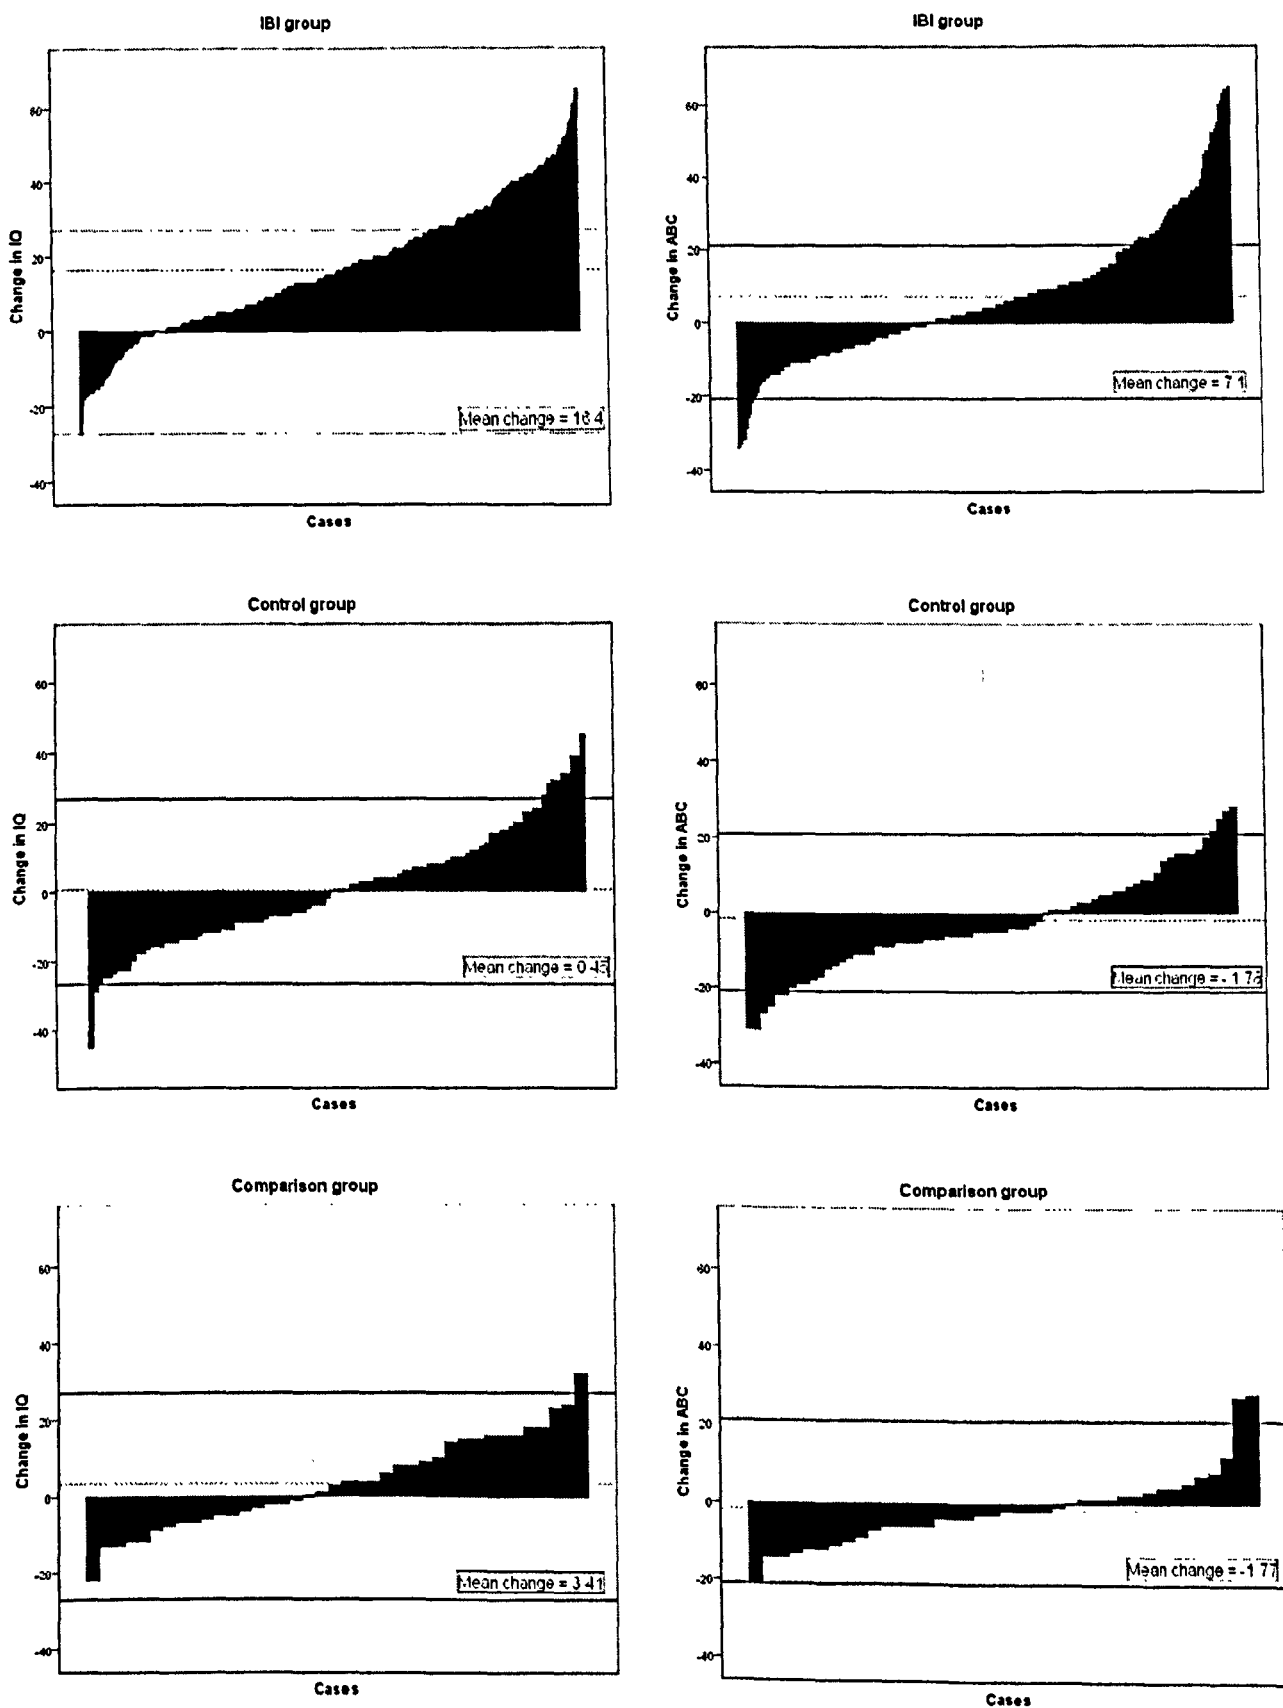 IBI group
60
40
20
0
-20
-40
Change in IQ
Mean change = 16.4
Cases
IBI group
60
40
20
0
-20
-40
Change in ABC
Mean change = 7.1
Cases
Control group
60
40
20
0
-20
-40
Change in IQ
Mean change = 0.45
Cases
Control group
60
40
20
0
-20
-40
Change in ABC
Mean change = - 1.78
Cases
Comparison group
60
40
20
0
-20
-40
Change in IQ
Mean change = 3.41
Cases
Comparison group
60
40
20
0
-20
-40
Change in ABC
Mean change = -1.77
Cases